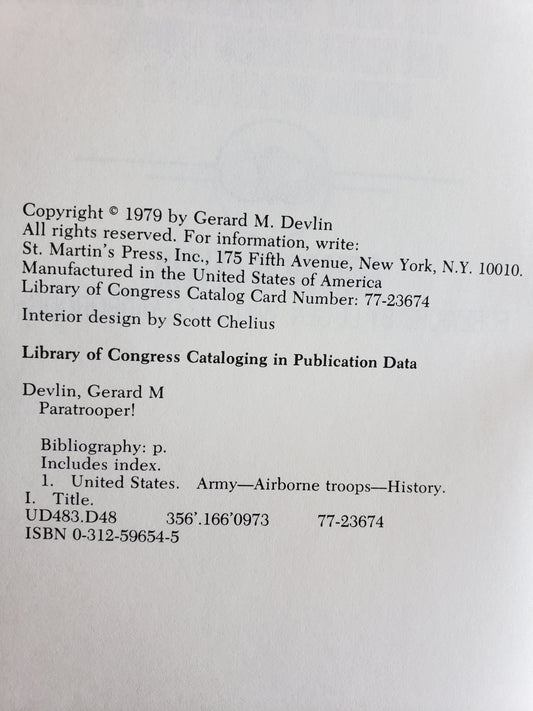 Copyright © 1979 by Gerard M. Devlin
All rights reserved. For information, write:
St. Martin's Press, Inc., 175 Fifth Avenue, New York, N.Y. 10010.
Manufactured in the United States of America
Library of Congress Catalog Card Number: 77-23674
Interior design by Scott Chelius
Library of Congress Cataloging in Publication Data
Devlin, Gerard M
Paratrooper!
Bibliography: p.
Includes index.
1. United States. Army—Airborne troops—History.
I. Title.
UD483.D48 356'.166'0973 77-23674
ISBN 0-312-59654-5